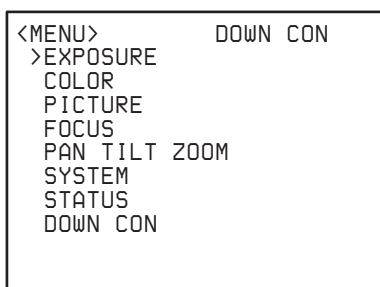 <MENU> DOWN CON
>EXPOSURE
COLOR
PICTURE
FOCUS
PAN TILT ZOOM
SYSTEM
STATUS
DOWN CON